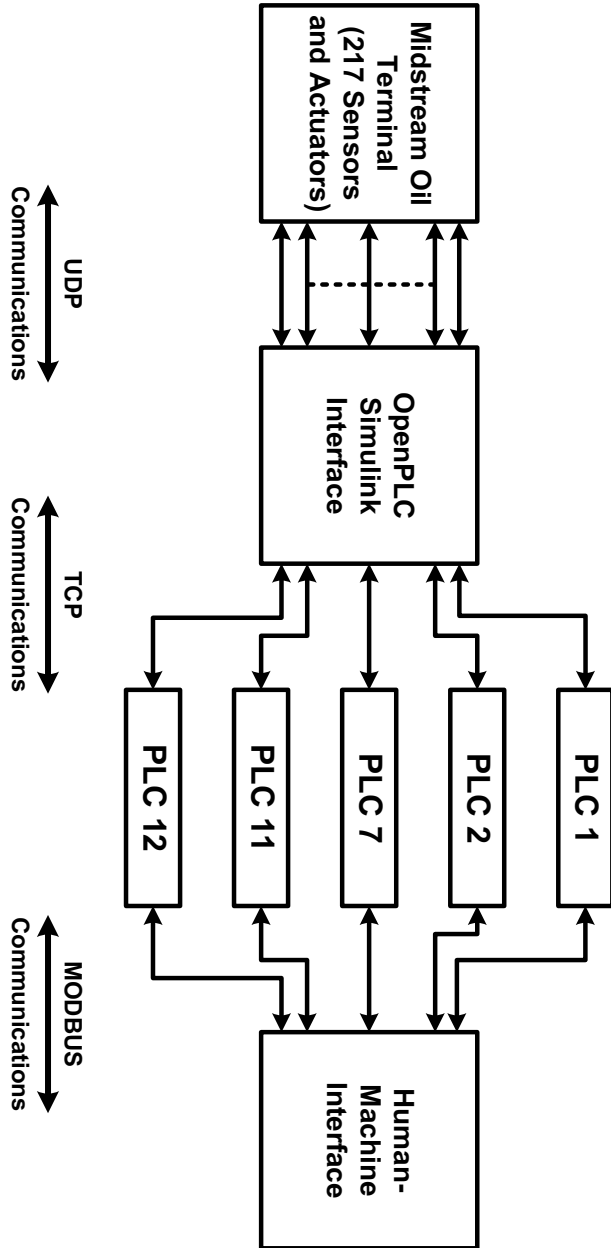 Midstream Oil
Terminal
(217 Sensors
and Actuators)
OpenPLC
Simulink
Interface
PLC 1
PLC 2
PLC 7
PLC 11
PLC 12
Human-
Machine
Interface
UDP
Communications
TCP
Communications
MODBUS
Communications